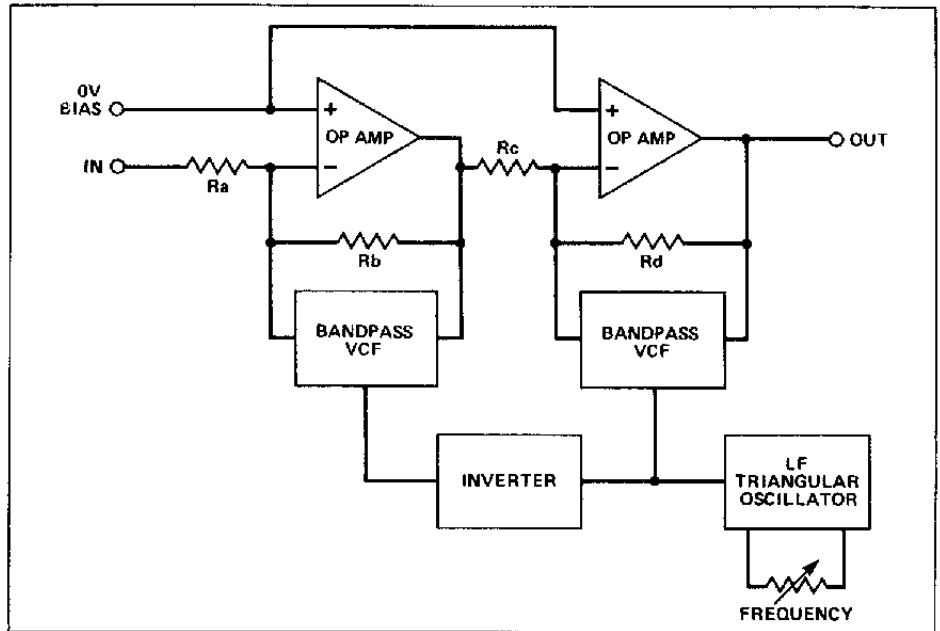 0V
BIAS
IN
Ra
+
OP AMP
−
Rb
BANDPASS
VCF
Rc
+
OP AMP
−
Rd
BANDPASS
VCF
OUT
INVERTER
LF
TRIANGULAR
OSCILLATOR
FREQUENCY